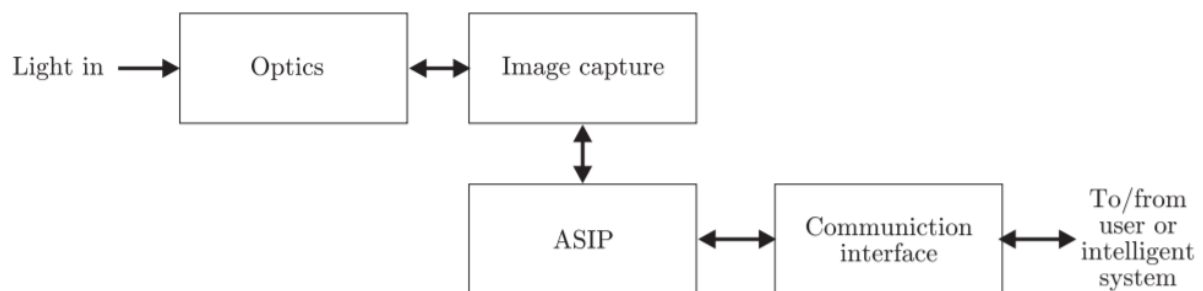 Light in
Optics
Image capture
ASIP
Communiction
interface
To/from
user or
intelligent
system